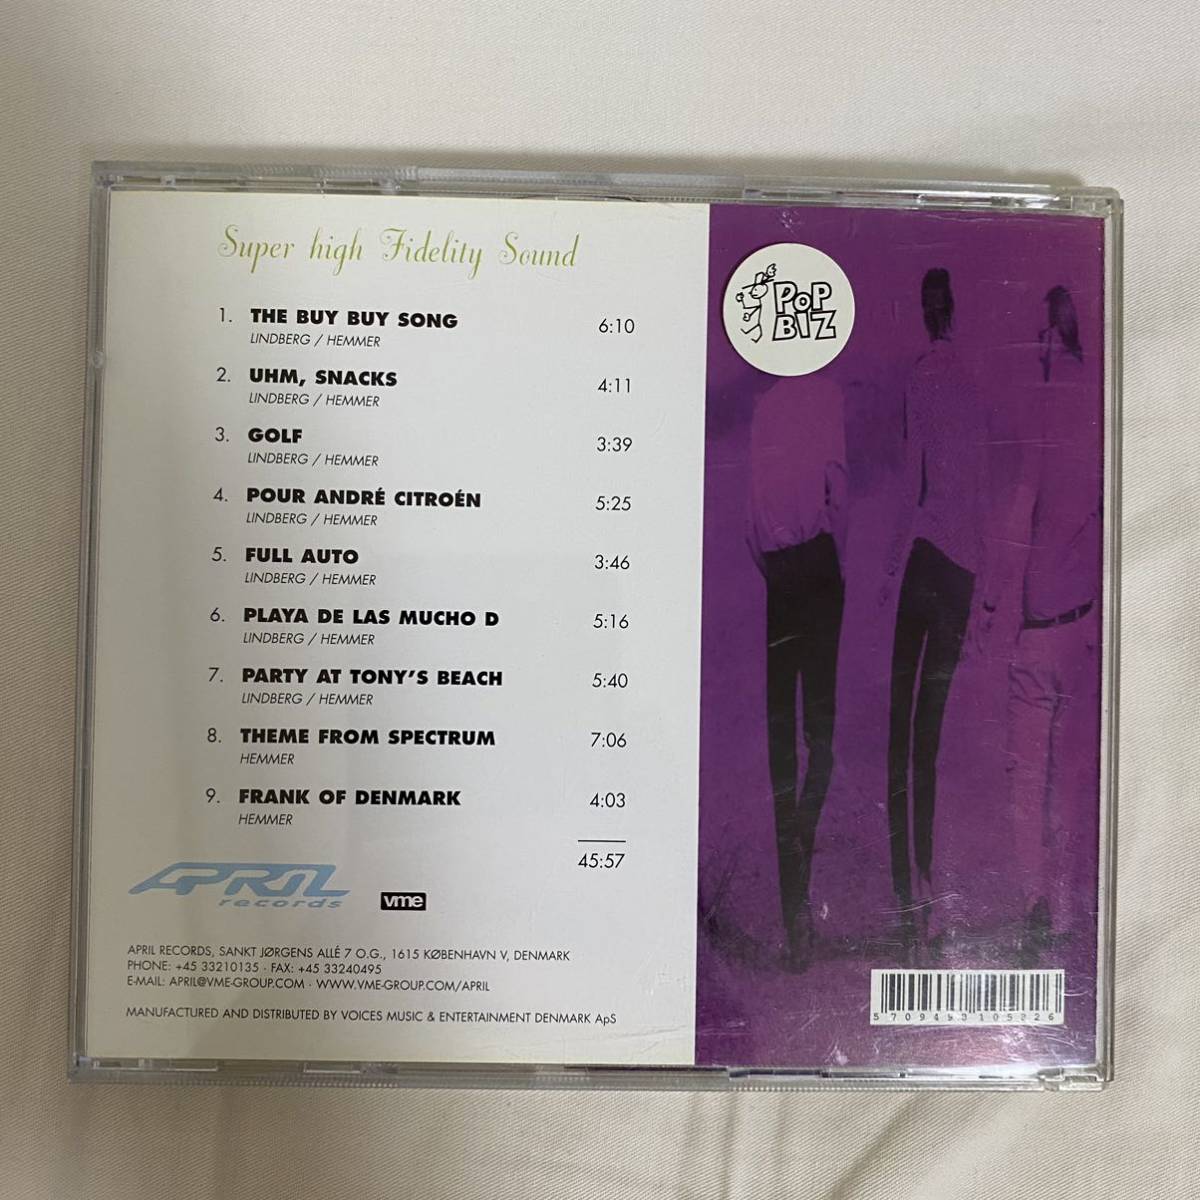 Super high Fidelity Sound
1. THE BUY BUY SONG 6:10
LINDBERG / HEMMER
2. UHM, SNACKS 4:11
LINDBERG / HEMMER
3. GOLF 3:39
LINDBERG / HEMMER
4. POUR ANDRÉ CITROÉN 5:25
LINDBERG / HEMMER
5. FULL AUTO 3:46
LINDBERG / HEMMER
6. PLAYA DE LAS MUCHO D 5:16
LINDBERG / HEMMER
7. PARTY AT TONY'S BEACH 5:40
LINDBERG / HEMMER
8. THEME FROM SPECTRUM 7:06
HEMMER
9. FRANK OF DENMARK 4:03
HEMMER
45:57
APRIL
records
vme
APRIL RECORDS, SANKT JØRGENS ALLÉ 7 O.G., 1615 KØBENHAVN V, DENMARK
PHONE: +45 33210135 · FAX: +45 33240495
E-MAIL: APRIL@VME-GROUP.COM · WWW.VME-GROUP.COM/APRIL
MANUFACTURED AND DISTRIBUTED BY VOICES MUSIC & ENTERTAINMENT DENMARK ApS
POP
BIZ